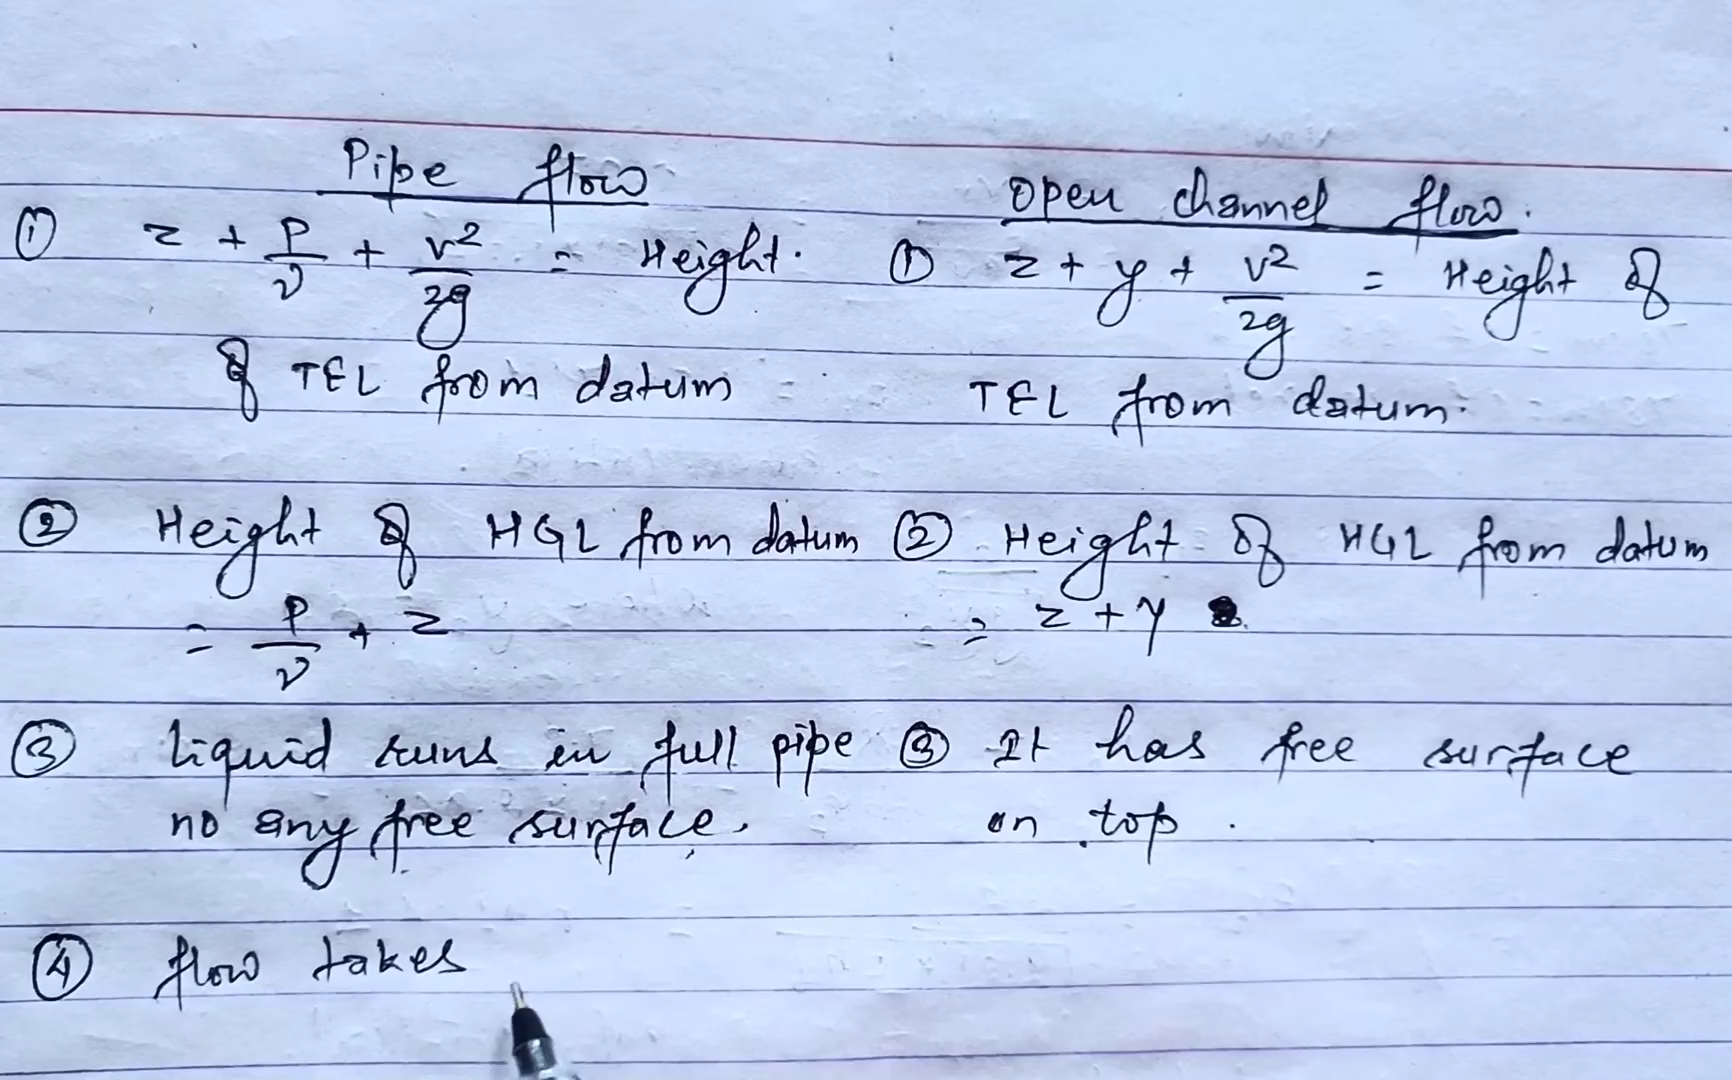 Pipe flow
① z + P/ν + v²/2g = Height.
of TEL from datum
② Height of HGL from datum
= P/ν + z
③ liquid runs in full pipe
no any free surface.
④ flow takes
open channel flow.
① z + y + v²/2g = Height of
TEL from datum.
② Height of HGL from datum
= z + y
③ It has free surface
on top.